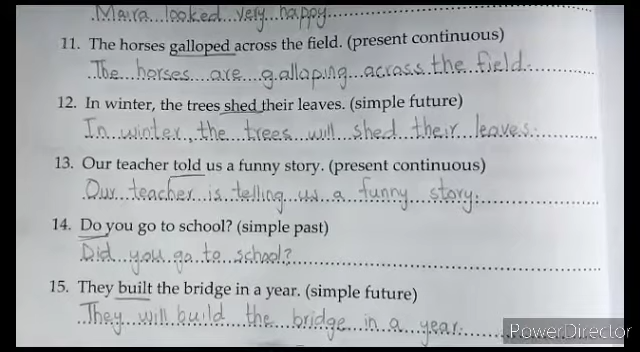 Maira looked very happy.
11. The horses galloped across the field. (present continuous)
The horses are gallaping across the field.
12. In winter, the trees shed their leaves. (simple future)
In winter, the trees will shed their leaves.
13. Our teacher told us a funny story. (present continuous)
Our teacher is telling us a funny story.
14. Do you go to school? (simple past)
Did you go to school?
15. They built the bridge in a year. (simple future)
They will build the bridge in a year.
PowerDirector